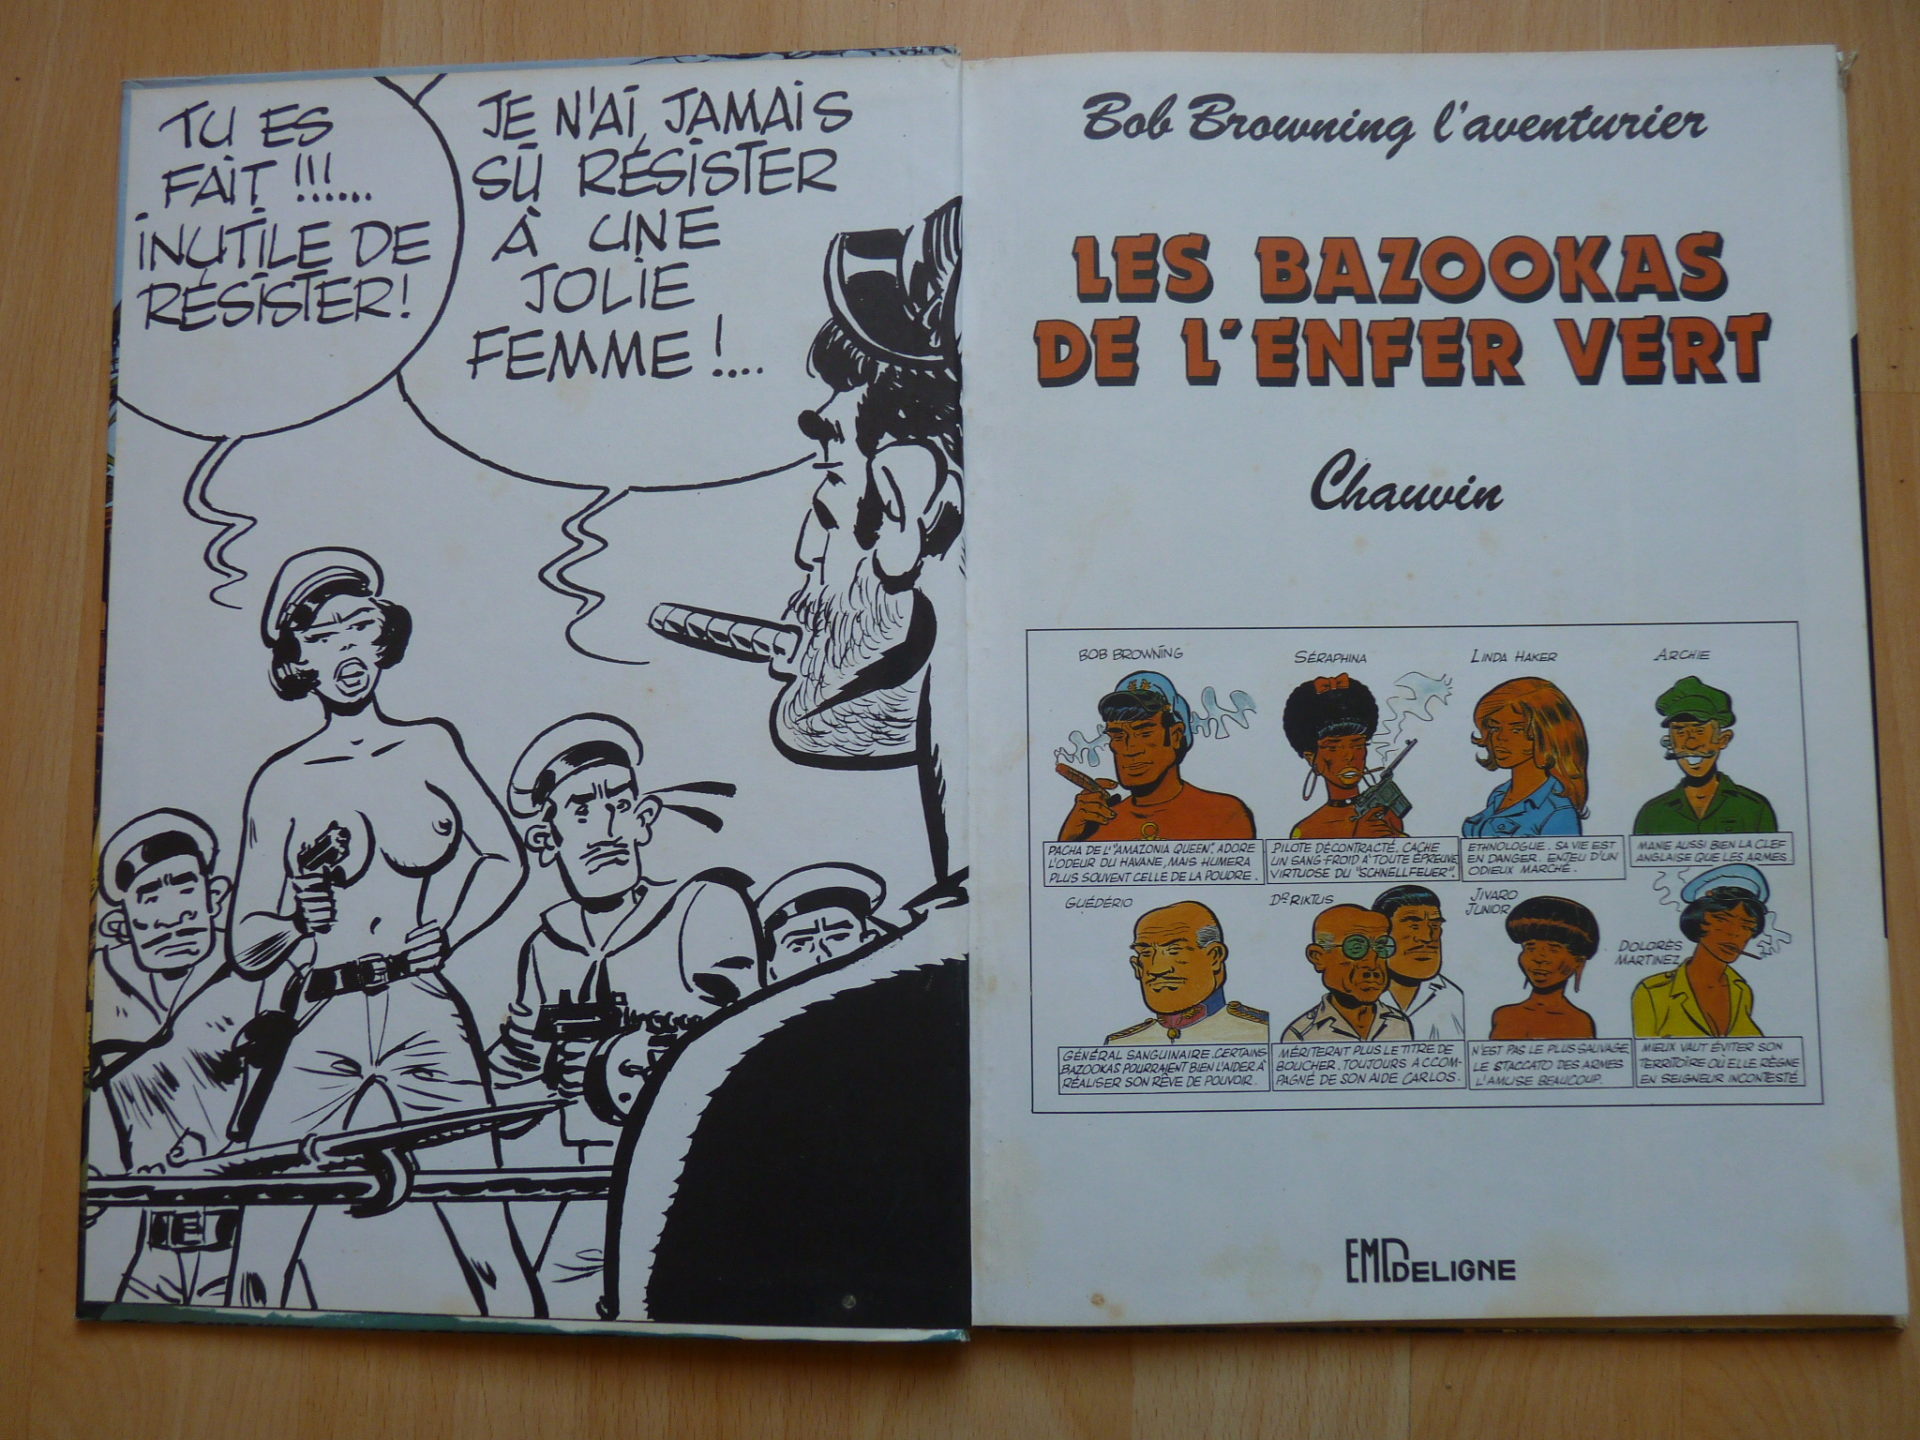 TU ES
FAIT !!!......
INUTILE DE
RÉSISTER!
JE N'AI JAMAIS
SÛ RÉSISTER
À UNE
JOLIE
FEMME !....
Bob Browning l'aventurier
LES BAZOOKAS
DE L'ENFER VERT
Chauvin
BOB BROWNING
PACHA DE L'"AMAZONIA QUEEN". ADORE
L'ODEUR DU HAVANE, MAIS HUMERA
PLUS SOUVENT CELLE DE LA POUDRE.
SÉRAPHINA
PILOTE DÉCONTRACTÉ. CACHE
UN SANG-FROID À TOUTE ÉPREUVE
VIRTUOSE DU "SCHNELLFEUER".
LINDA HAKER
ETHNOLOGUE. SA VIE EST
EN DANGER. ENJEU D'UN
ODIEUX MARCHÉ.
ARCHIE
MANIE AUSSI BIEN LA CLEF
ANGLAISE QUE LES ARMES
GUÉDÉRIO
GÉNÉRAL SANGUINAIRE. CERTAINS
BAZOOKAS POURRAIENT BIEN L'AIDER À
RÉALISER SON RÊVE DE POUVOIR.
DR RIKTUS
MÉRITERAIT PLUS LE TITRE DE
BOUCHER. TOUJOURS ACCOM-
PAGNÉ DE SON AIDE CARLOS.
JIVARO
JUNIOR
N'EST PAS LE PLUS SAUVAGE,
LE STACCATO DES ARMES
L'AMUSE BEAUCOUP.
DOLORÈS
MARTINEZ
MIEUX VAUT ÉVITER SON
TERRITOIRE OÙ ELLE RÈGNE
EN SEIGNEUR INCONTESTÉ
EMDELIGNE